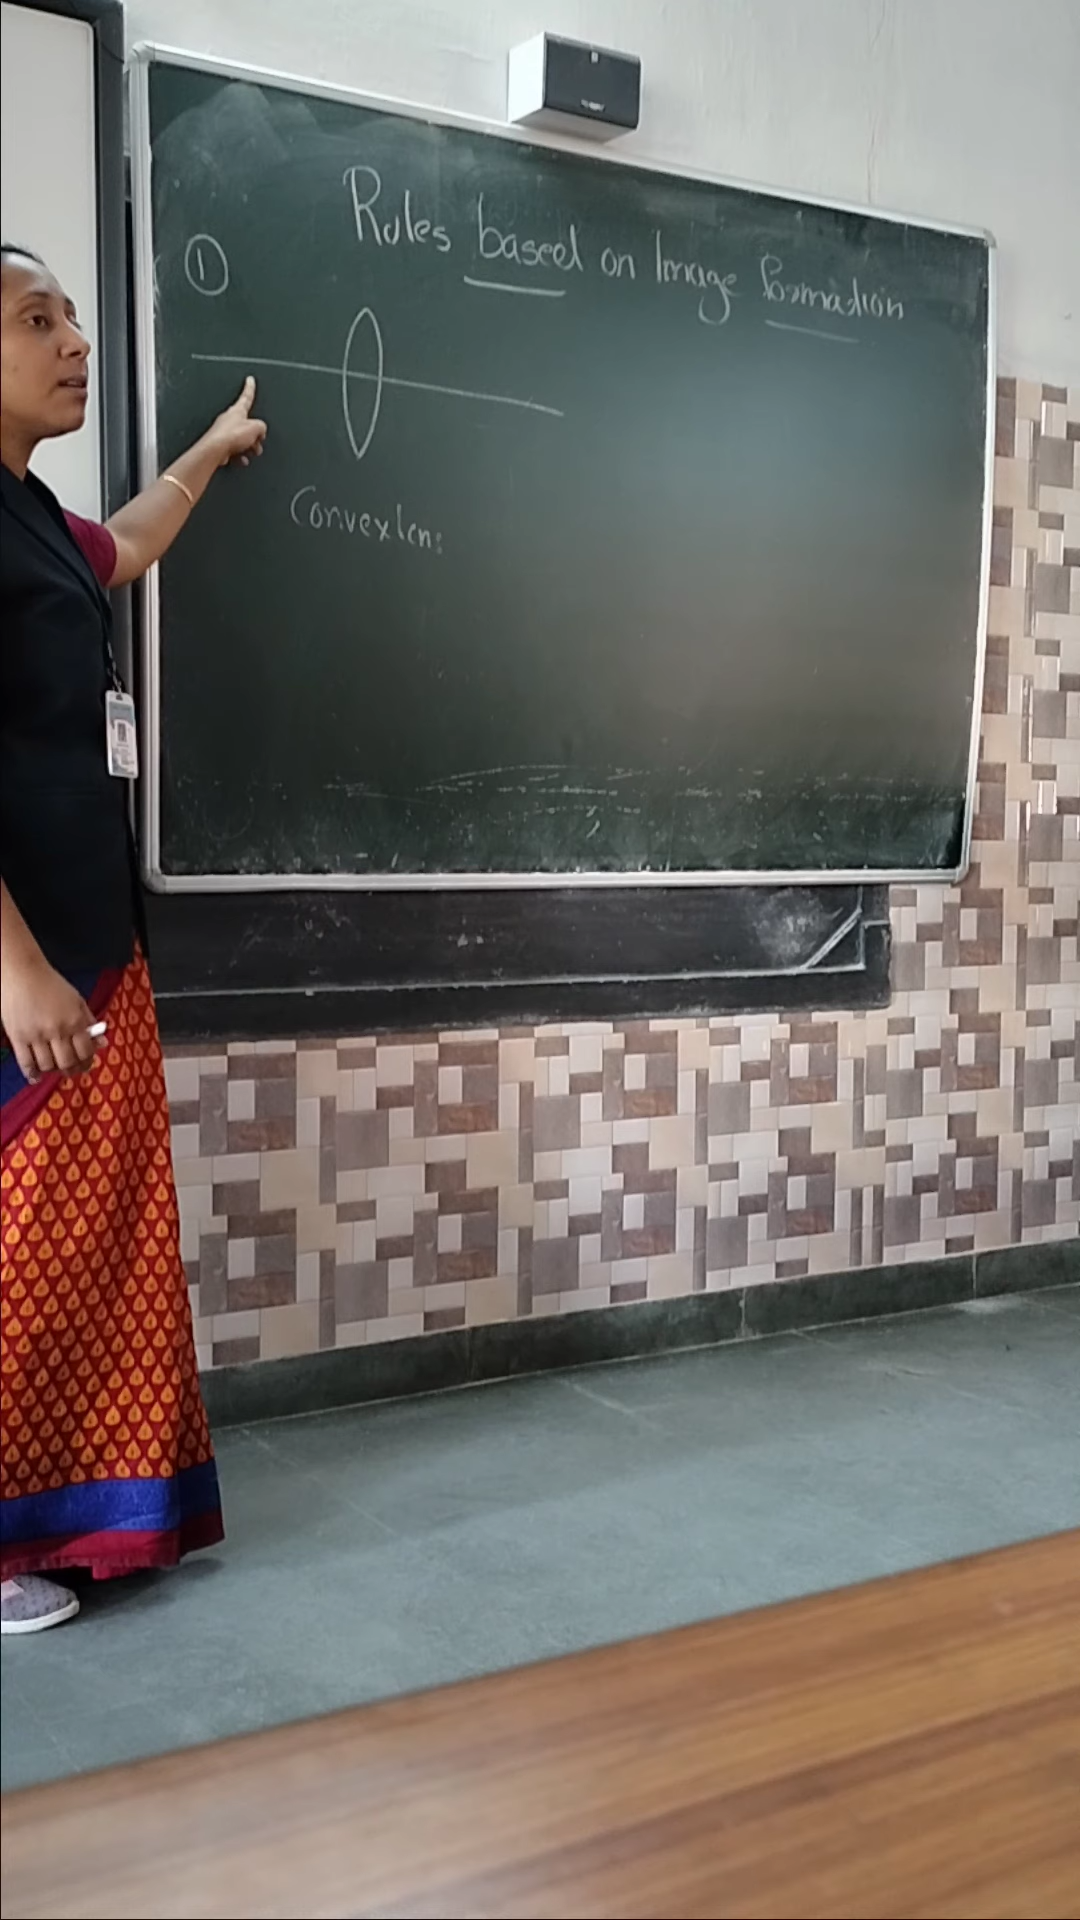 Rules based on Image formation
①
Convex lens